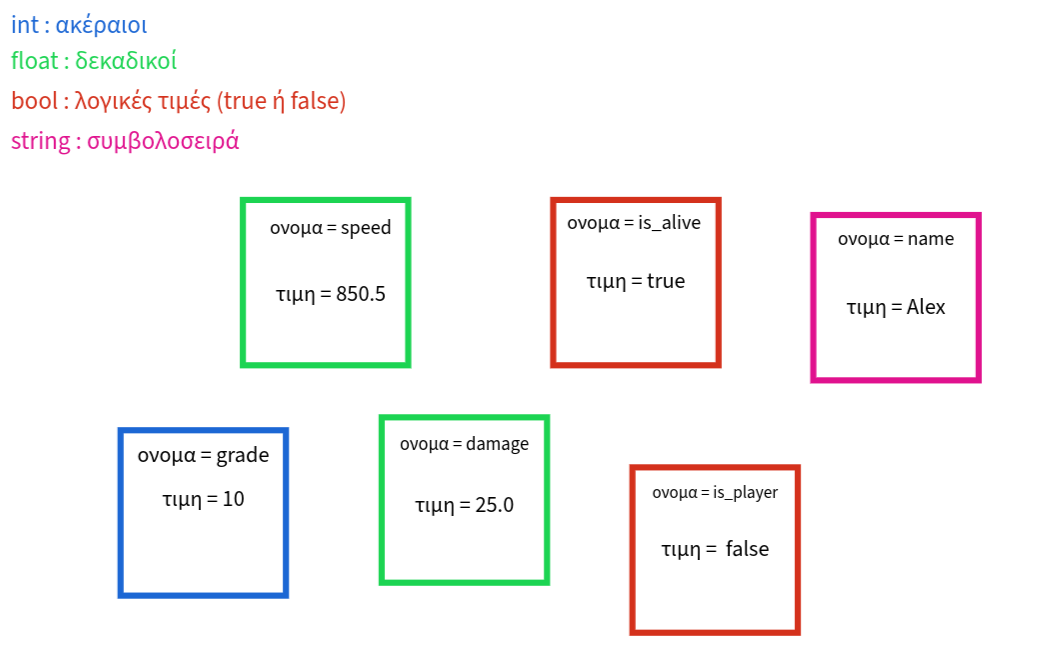 int : ακέραιοι
float : δεκαδικοί
bool : λογικές τιμές (true ή false)
string : συμβολοσειρά
ονομα = speed
τιμη = 850.5
ονομα = is_alive
τιμη = true
ονομα = name
τιμη = Alex
ονομα = grade
τιμη = 10
ονομα = damage
τιμη = 25.0
ονομα = is_player
τιμη = false